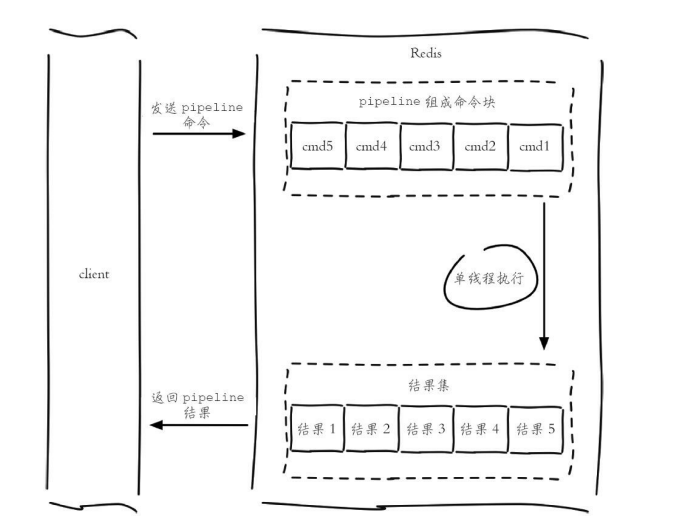 Redis
pipeline 组成命令块
发送 pipeline
命令
cmd5 cmd4 cmd3 cmd2 cmd1
client
单线程执行
结果集
返回 pipeline
结果
结果 1 结果 2 结果 3 结果 4 结果 5